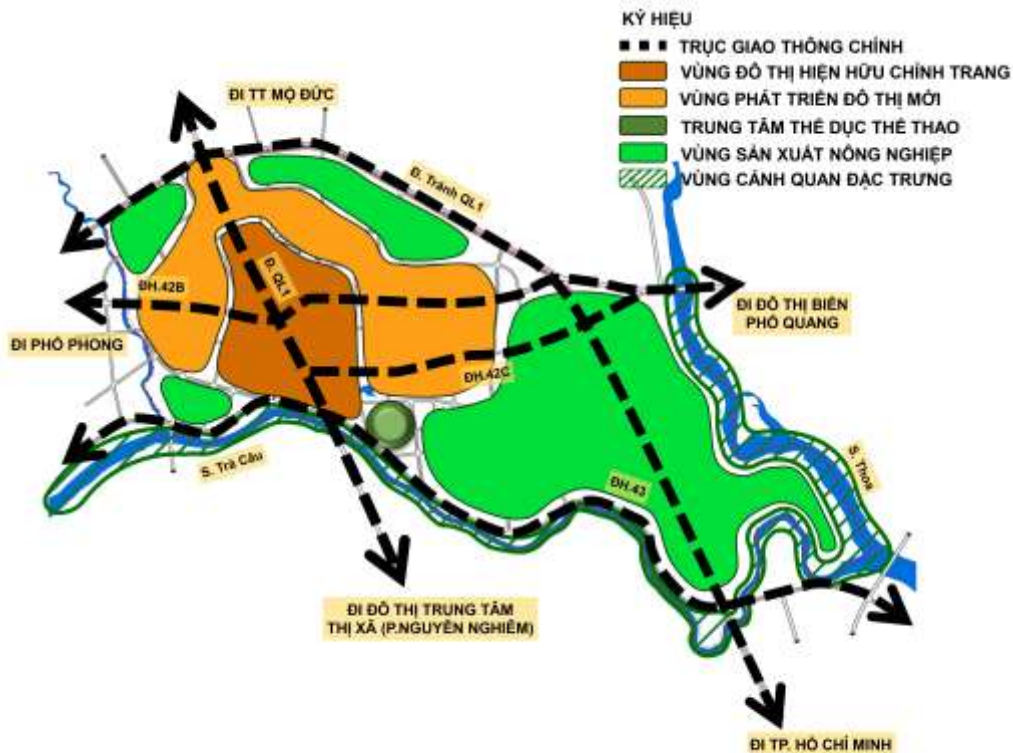 KÝ HIỆU
TRỤC GIAO THÔNG CHÍNH
VÙNG ĐÔ THỊ HIỆN HỮU CHỈNH TRANG
VÙNG PHÁT TRIỂN ĐÔ THỊ MỚI
TRUNG TÂM THỂ DỤC THỂ THAO
VÙNG SẢN XUẤT NÔNG NGHIỆP
VÙNG CẢNH QUAN ĐẶC TRƯNG
ĐI TT MỘ ĐỨC
Đ. Tránh QL1
Đ. QL1
ĐH.42B
ĐI PHỔ PHONG
ĐI ĐÔ THỊ BIỂN
PHỔ QUANG
ĐH.42C
S. Trà Câu
ĐH.43
S. Thoa
ĐI ĐÔ THỊ TRUNG TÂM
THỊ XÃ (P.NGUYỄN NGHIÊM)
ĐI TP. HỒ CHÍ MINH